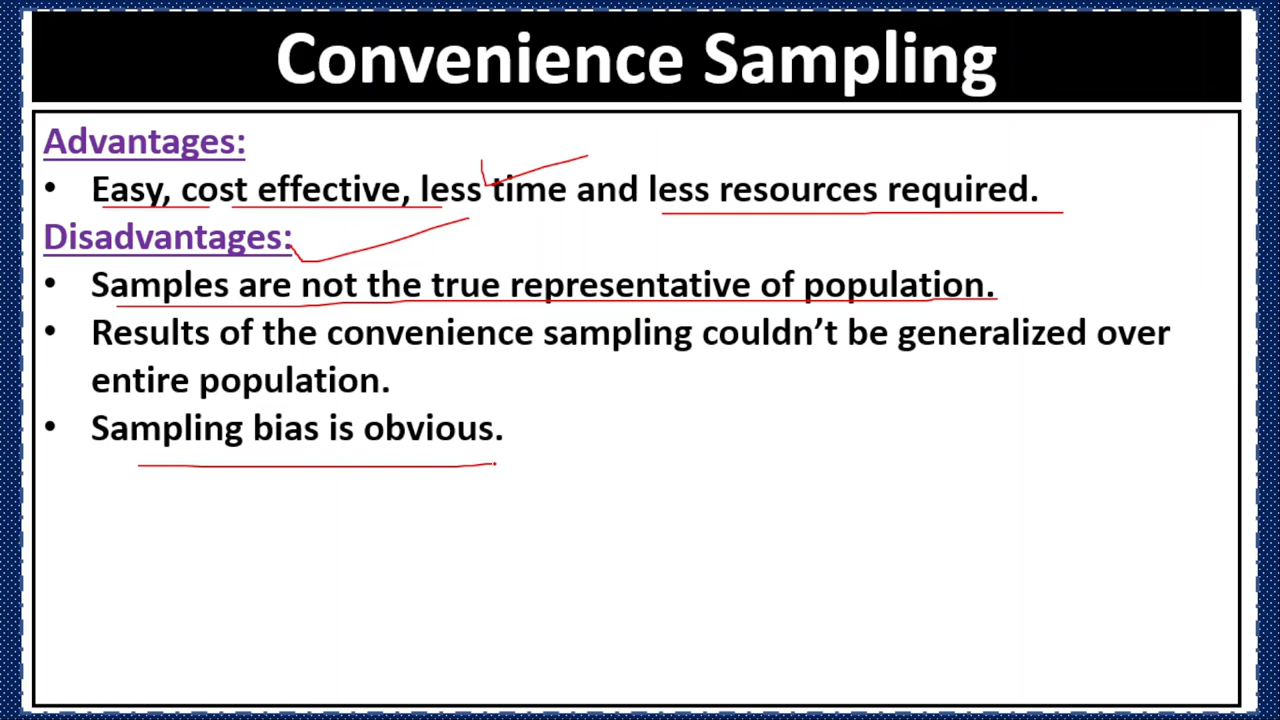 Convenience Sampling
Advantages:
• Easy, cost effective, less time and less resources required.
Disadvantages:
• Samples are not the true representative of population.
• Results of the convenience sampling couldn’t be generalized over
entire population.
• Sampling bias is obvious.